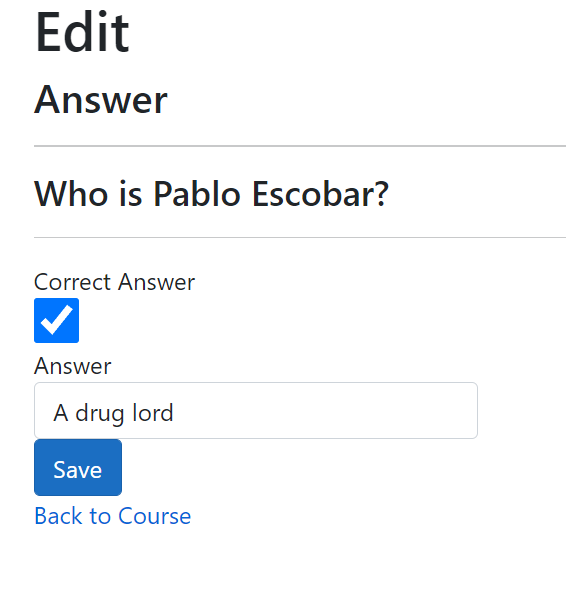 Edit
Answer
Who is Pablo Escobar?
Correct Answer
Answer
A drug lord
Save
Back to Course